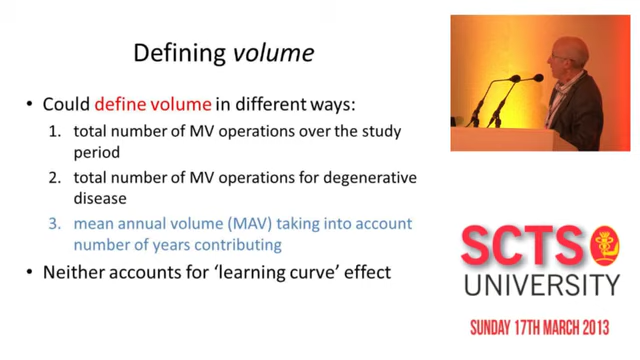 Defining volume
• Could define volume in different ways:
1. total number of MV operations over the study
period
2. total number of MV operations for degenerative
disease
3. mean annual volume (MAV) taking into account
number of years contributing
• Neither accounts for ‘learning curve’ effect
SCTS
UNIVERSITY
SUNDAY 17TH MARCH 2013